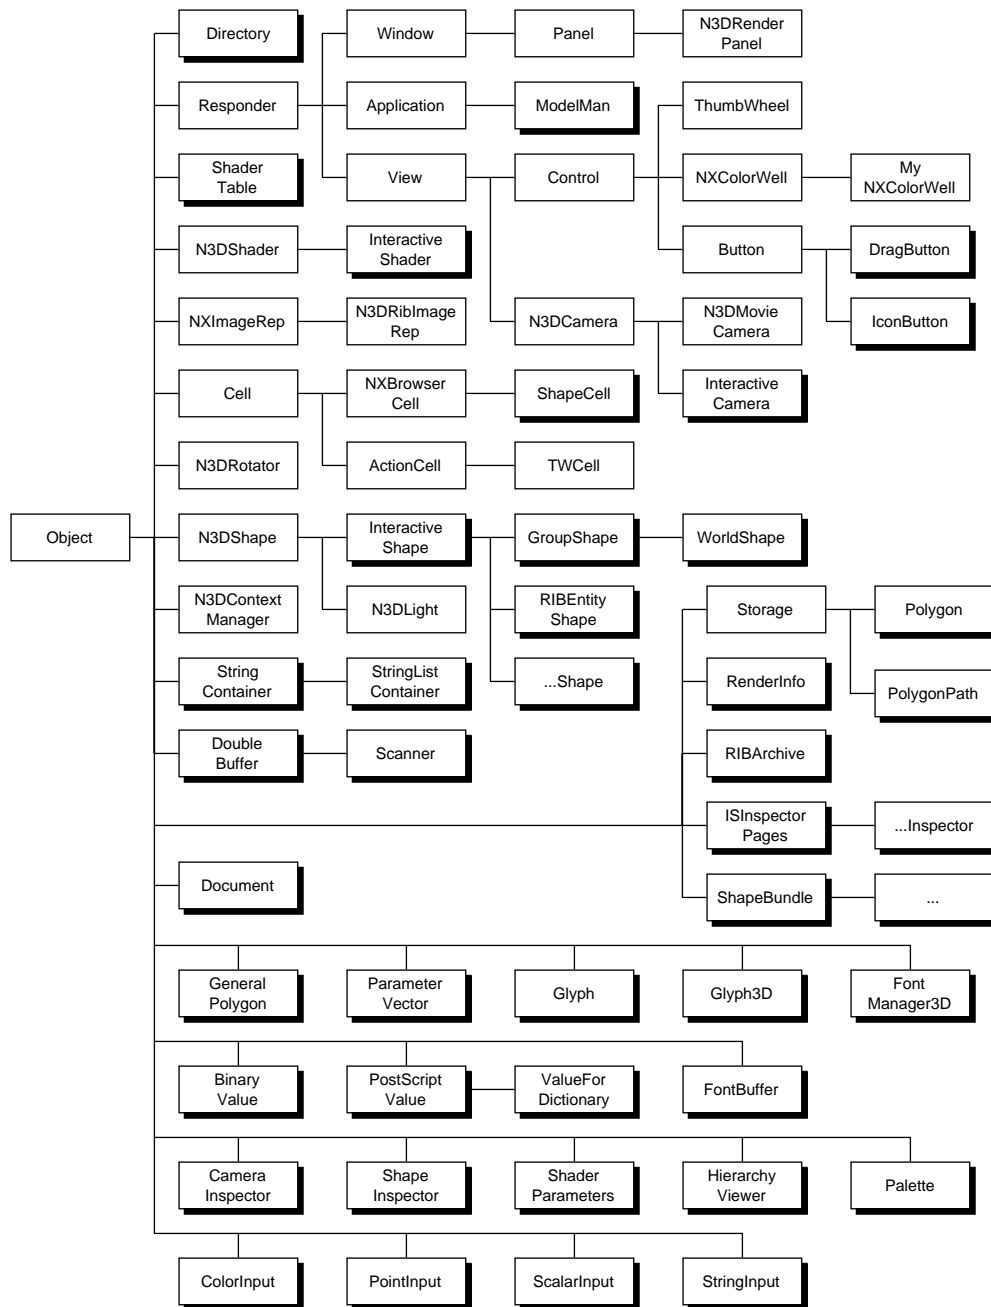 Directory
Window
Panel
N3DRender
Panel
Responder
Application
ModelMan
ThumbWheel
Shader
Table
View
Control
NXColorWell
My
NXColorWell
N3DShader
Interactive
Shader
Button
DragButton
NXImageRep
N3DRibImage
Rep
N3DCamera
N3DMovie
Camera
IconButton
Cell
NXBrowser
Cell
ShapeCell
Interactive
Camera
N3DRotator
ActionCell
TWCell
Object
N3DShape
Interactive
Shape
GroupShape
WorldShape
N3DContext
Manager
N3DLight
RIBEntity
Shape
Storage
Polygon
String
Container
StringList
Container
...Shape
RenderInfo
PolygonPath
Double
Buffer
Scanner
RIBArchive
ISInspector
Pages
...Inspector
Document
ShapeBundle
...
General
Polygon
Parameter
Vector
Glyph
Glyph3D
Font
Manager3D
Binary
Value
PostScript
Value
ValueFor
Dictionary
FontBuffer
Camera
Inspector
Shape
Inspector
Shader
Parameters
Hierarchy
Viewer
Palette
ColorInput
PointInput
ScalarInput
StringInput